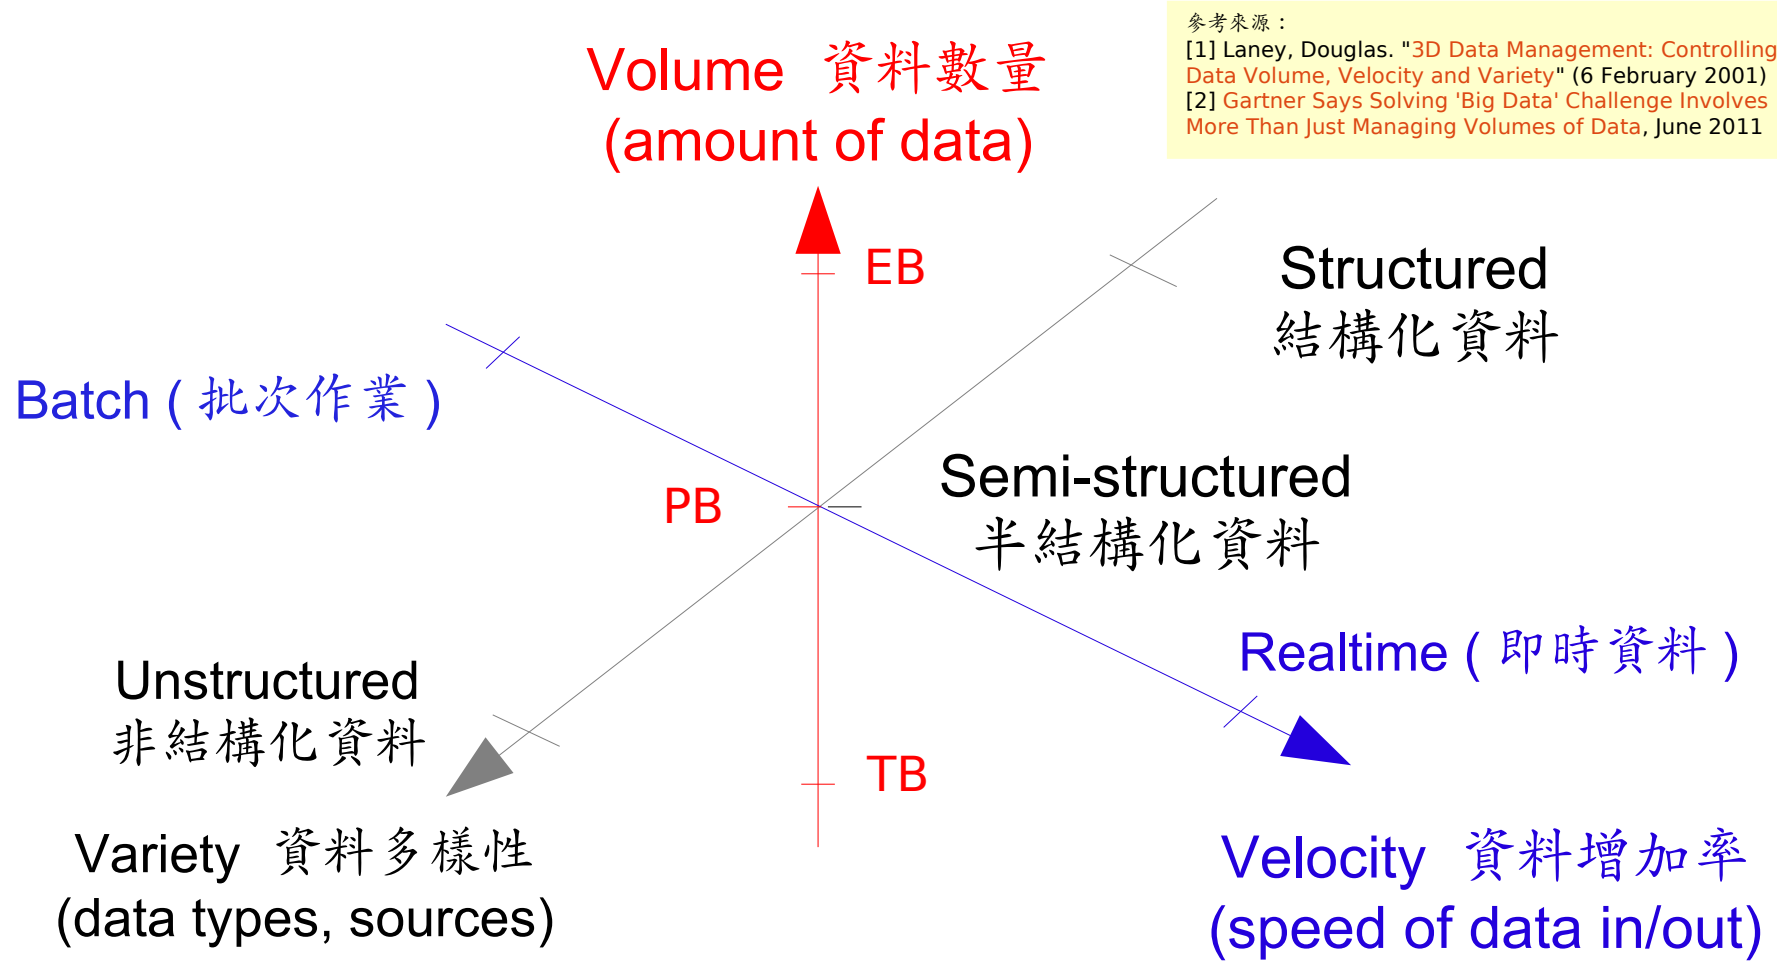 參考來源：
[1] Laney, Douglas. "3D Data Management: Controlling
Data Volume, Velocity and Variety" (6 February 2001)
[2] Gartner Says Solving 'Big Data' Challenge Involves
More Than Just Managing Volumes of Data, June 2011
Volume 資料數量
(amount of data)
EB
Structured
結構化資料
Batch ( 批次作業 )
PB
Semi-structured
半結構化資料
Realtime ( 即時資料 )
Unstructured
非結構化資料
TB
Variety 資料多樣性
(data types, sources)
Velocity 資料增加率
(speed of data in/out)